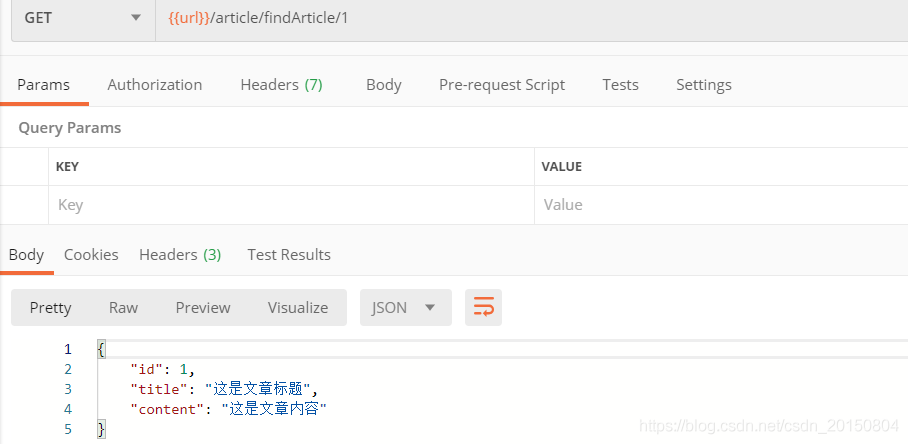 GET {{url}}/article/findArticle/1
Params Authorization Headers (7) Body Pre-request Script Tests Settings
Query Params
KEY VALUE
Key Value
Body Cookies Headers (3) Test Results
Pretty Raw Preview Visualize JSON
1 {
2 "id": 1,
3 "title": "这是文章标题",
4 "content": "这是文章内容"
5 }
https://blog.csdn.net/csdn_20150804